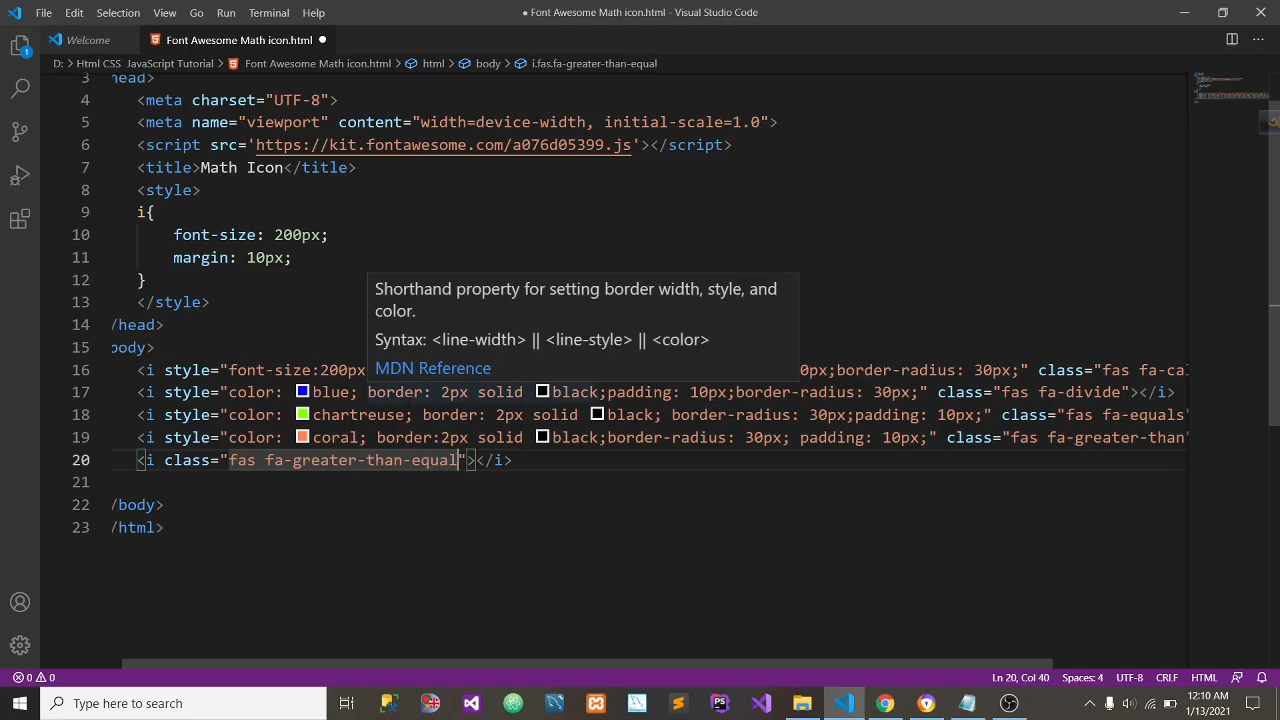 File Edit Selection View Go Run Terminal Help
● Font Awesome Math icon.html - Visual Studio Code
Welcome
Font Awesome Math icon.html ●
D: > Html CSS JavaScript Tutorial > Font Awesome Math icon.html > html > body > i.fas.fa-greater-than-equal
1
3 head>
4 <meta charset="UTF-8">
5 <meta name="viewport" content="width=device-width, initial-scale=1.0">
6 <script src='https://kit.fontawesome.com/a076d05399.js'></script>
7 <title>Math Icon</title>
8 <style>
9 i{
10 font-size: 200px;
11 margin: 10px;
12 }
13 </style>
14 /head>
15 body>
Shorthand property for setting border width, style, and
color.
Syntax: <line-width> || <line-style> || <color>
MDN Reference
16 <i style="font-size:200px 0px;border-radius: 30px;" class="fas fa-cal
17 <i style="color: blue; border: 2px solid black;padding: 10px;border-radius: 30px;" class="fas fa-divide"></i>
18 <i style="color: chartreuse; border: 2px solid black; border-radius: 30px;padding: 10px;" class="fas fa-equals"
19 <i style="color: coral; border:2px solid black;border-radius: 30px; padding: 10px;" class="fas fa-greater-than"
20 <i class="fas fa-greater-than-equal"></i>
21
22 /body>
23 /html>
0 0
Ln 20, Col 40 Spaces: 4 UTF-8 CRLF HTML
Type here to search
12:10 AM
1/13/2021